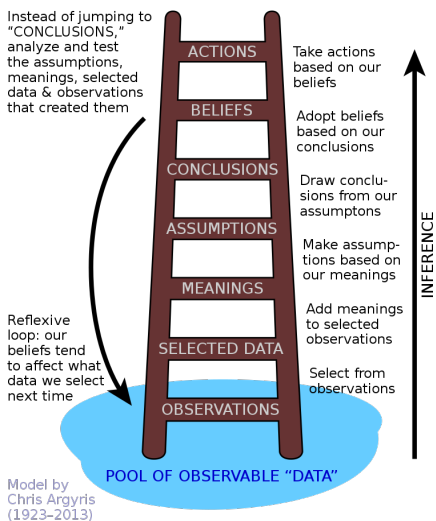 Instead of jumping to
“CONCLUSIONS,”
analyze and test
the assumptions,
meanings, selected
data & observations
that created them
ACTIONS
Take actions
based on our
beliefs
BELIEFS
Adopt beliefs
based on our
conclusions
CONCLUSIONS
Draw conclu-
sions from our
assumptons
ASSUMPTIONS
Make assump-
tions based on
our meanings
MEANINGS
Add meanings
to selected
observations
SELECTED DATA
Select from
observations
OBSERVATIONS
INFERENCE
Reflexive
loop: our
beliefs tend
to affect what
data we select
next time
POOL OF OBSERVABLE “DATA”
Model by
Chris Argyris
(1923–2013)